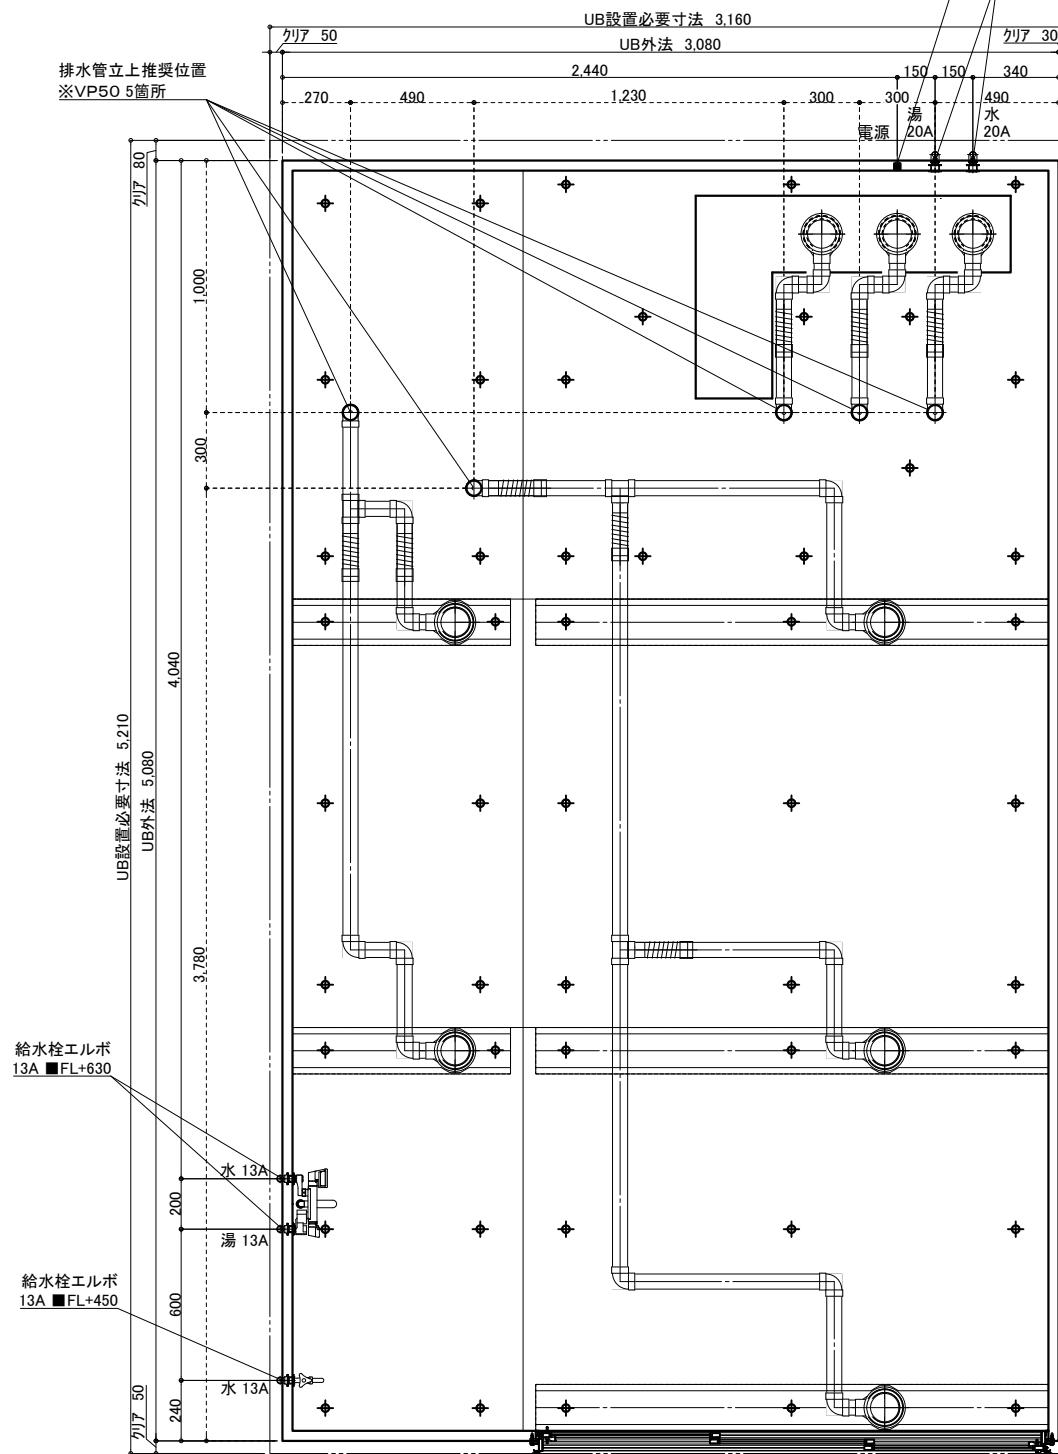 UB設置必要寸法 3,160
クリア 50
UB外法 3,080
クリア 30
排水管立上推奨位置
※VP50 5箇所
2,440
150
150
340
270
490
1,230
300
300
490
電源
湯
20A
水
20A
クリア 80
1,000
300
4,040
UB設置必要寸法 5,210
UB外法 5,080
3,780
給水栓エルボ
13A ■FL+630
水 13A
200
湯 13A
給水栓エルボ
13A ■FL+450
600
水 13A
240
クリア 50